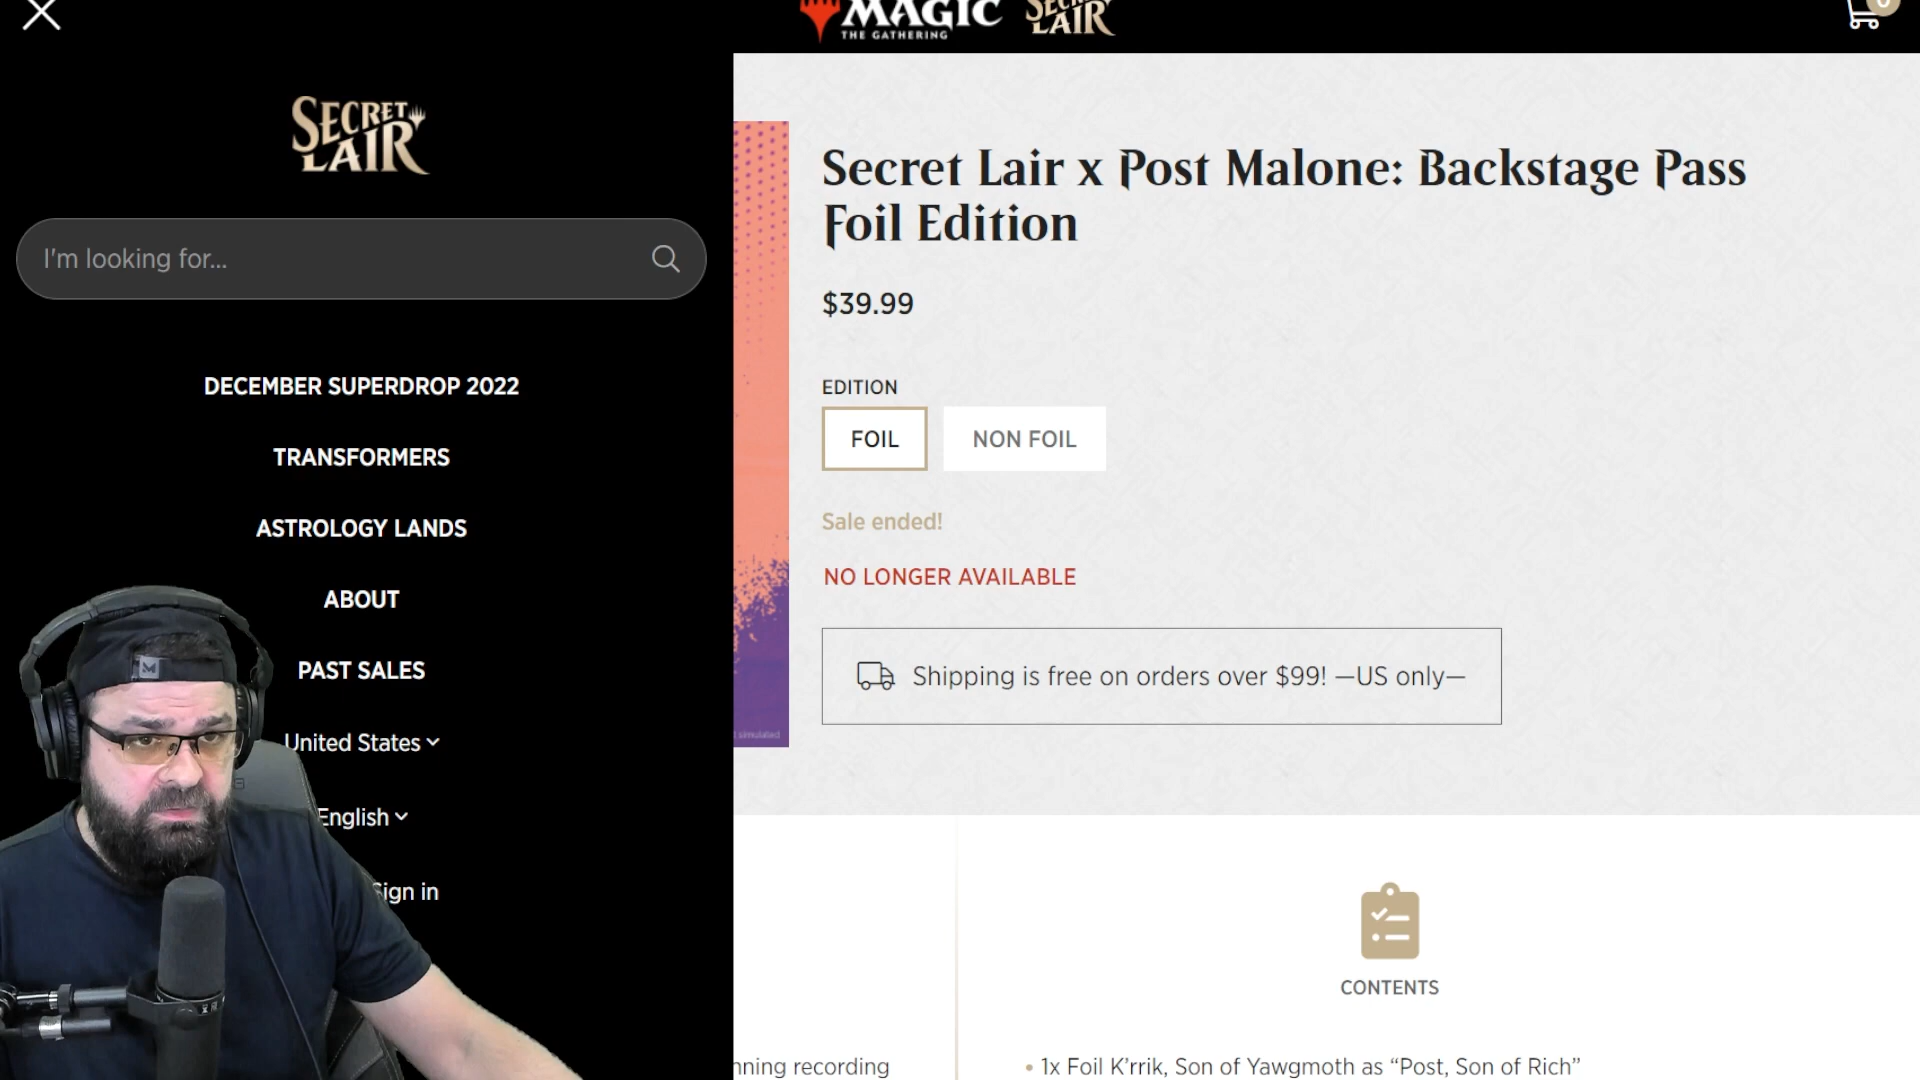 MAGIC
THE GATHERING
SECRET
LAIR
0
SECRET
LAIR
I'm looking for...
DECEMBER SUPERDROP 2022
TRANSFORMERS
ASTROLOGY LANDS
ABOUT
PAST SALES
United States
English
Sign in
Secret Lair x Post Malone: Backstage Pass
Foil Edition
$39.99
EDITION
FOIL
NON FOIL
Sale ended!
NO LONGER AVAILABLE
Shipping is free on orders over $99! —US only—
simulated
CONTENTS
nning recording
• 1x Foil K'rrik, Son of Yawgmoth as “Post, Son of Rich”